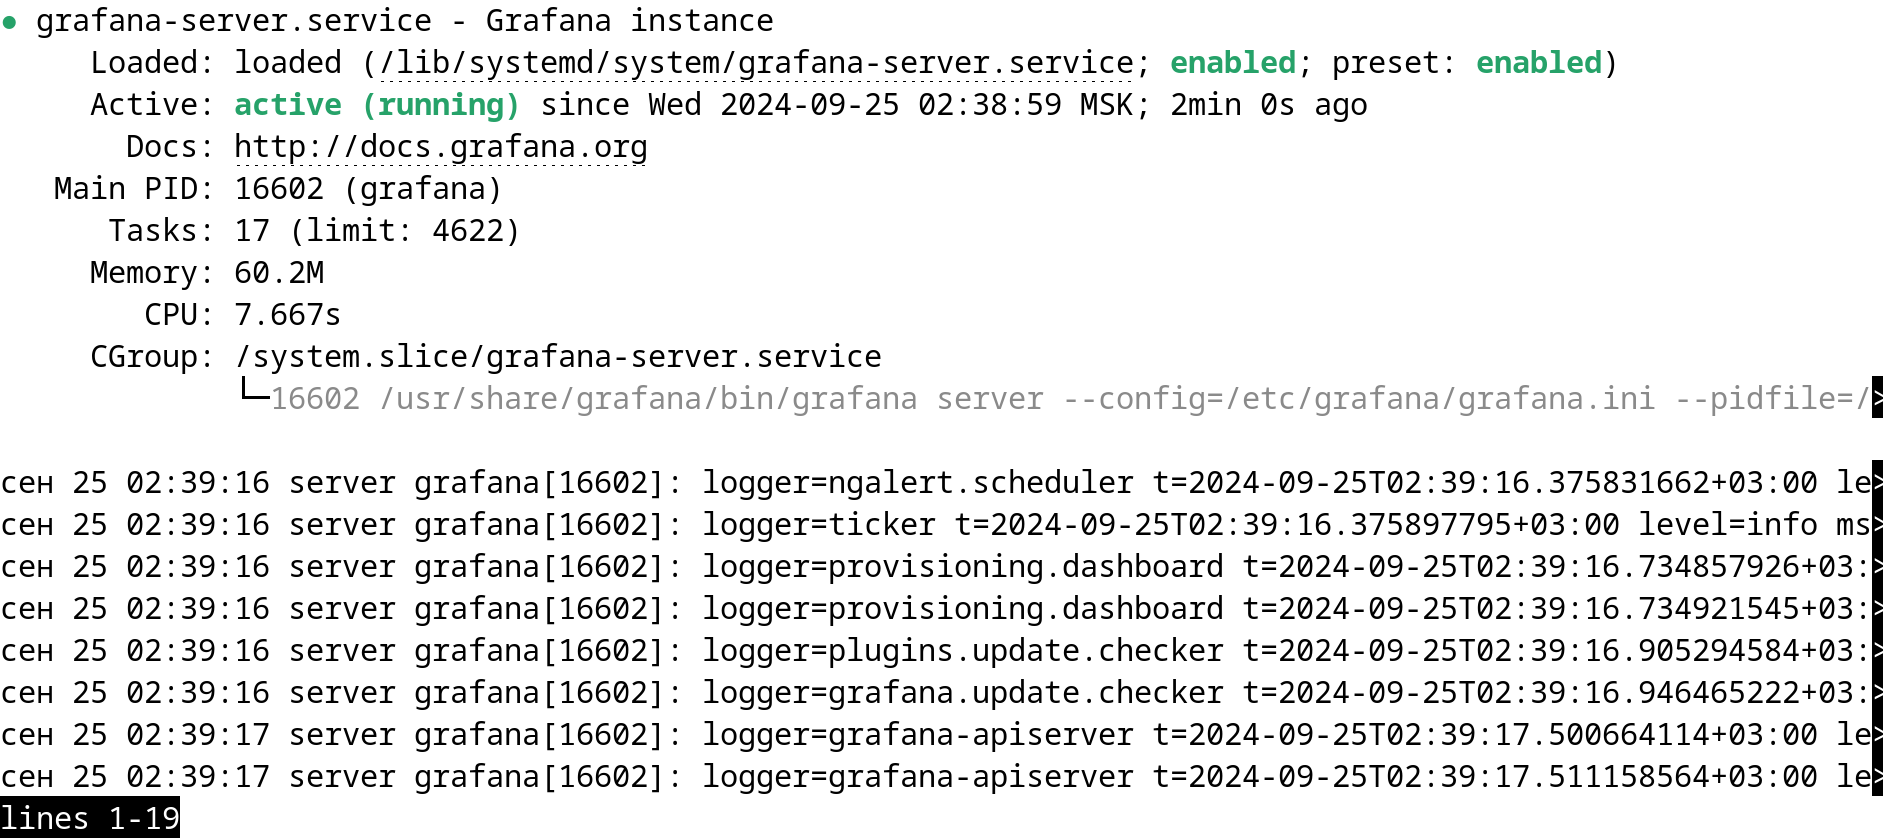 ● grafana-server.service - Grafana instance
     Loaded: loaded (/lib/systemd/system/grafana-server.service; enabled; preset: enabled)
     Active: active (running) since Wed 2024-09-25 02:38:59 MSK; 2min 0s ago
       Docs: http://docs.grafana.org
   Main PID: 16602 (grafana)
      Tasks: 17 (limit: 4622)
     Memory: 60.2M
        CPU: 7.667s
     CGroup: /system.slice/grafana-server.service
             └─16602 /usr/share/grafana/bin/grafana server --config=/etc/grafana/grafana.ini --pidfile=/>
сен 25 02:39:16 server grafana[16602]: logger=ngalert.scheduler t=2024-09-25T02:39:16.375831662+03:00 le>
сен 25 02:39:16 server grafana[16602]: logger=ticker t=2024-09-25T02:39:16.375897795+03:00 level=info ms>
сен 25 02:39:16 server grafana[16602]: logger=provisioning.dashboard t=2024-09-25T02:39:16.734857926+03:>
сен 25 02:39:16 server grafana[16602]: logger=provisioning.dashboard t=2024-09-25T02:39:16.734921545+03:>
сен 25 02:39:16 server grafana[16602]: logger=plugins.update.checker t=2024-09-25T02:39:16.905294584+03:>
сен 25 02:39:16 server grafana[16602]: logger=grafana.update.checker t=2024-09-25T02:39:16.946465222+03:>
сен 25 02:39:17 server grafana[16602]: logger=grafana-apiserver t=2024-09-25T02:39:17.500664114+03:00 le>
сен 25 02:39:17 server grafana[16602]: logger=grafana-apiserver t=2024-09-25T02:39:17.511158564+03:00 le>
lines 1-19